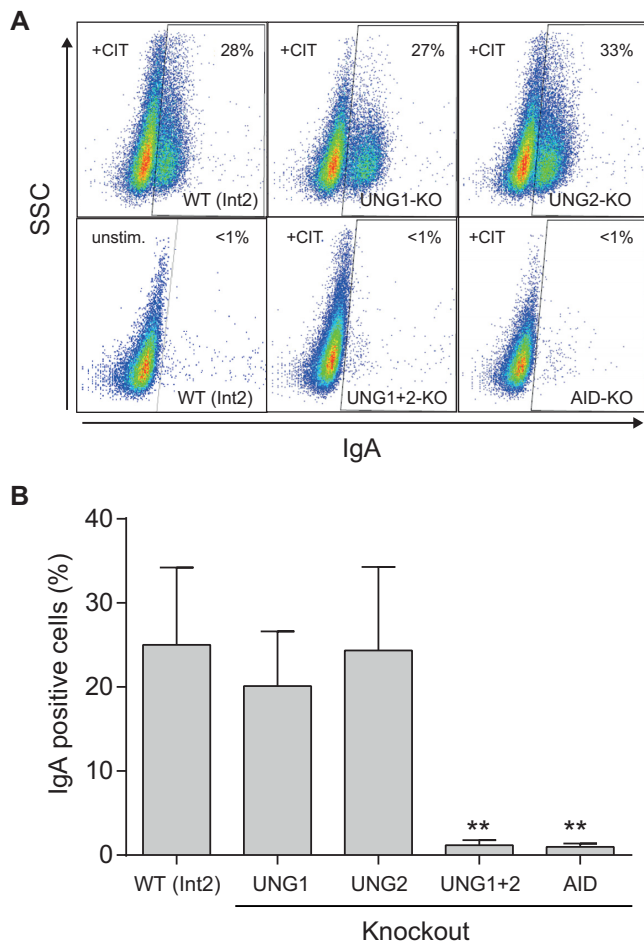 A
+CIT 28%
WT (Int2)
+CIT 27%
UNG1-KO
+CIT 33%
UNG2-KO
unstim. <1%
WT (Int2)
+CIT. <1%
UNG1+2-KO
+CIT <1%
AID-KO
SSC
IgA
B
IgA positive cells (%)
40
30
20
10
0
** **
WT (Int2) UNG1 UNG2 UNG1+2 AID
Knockout